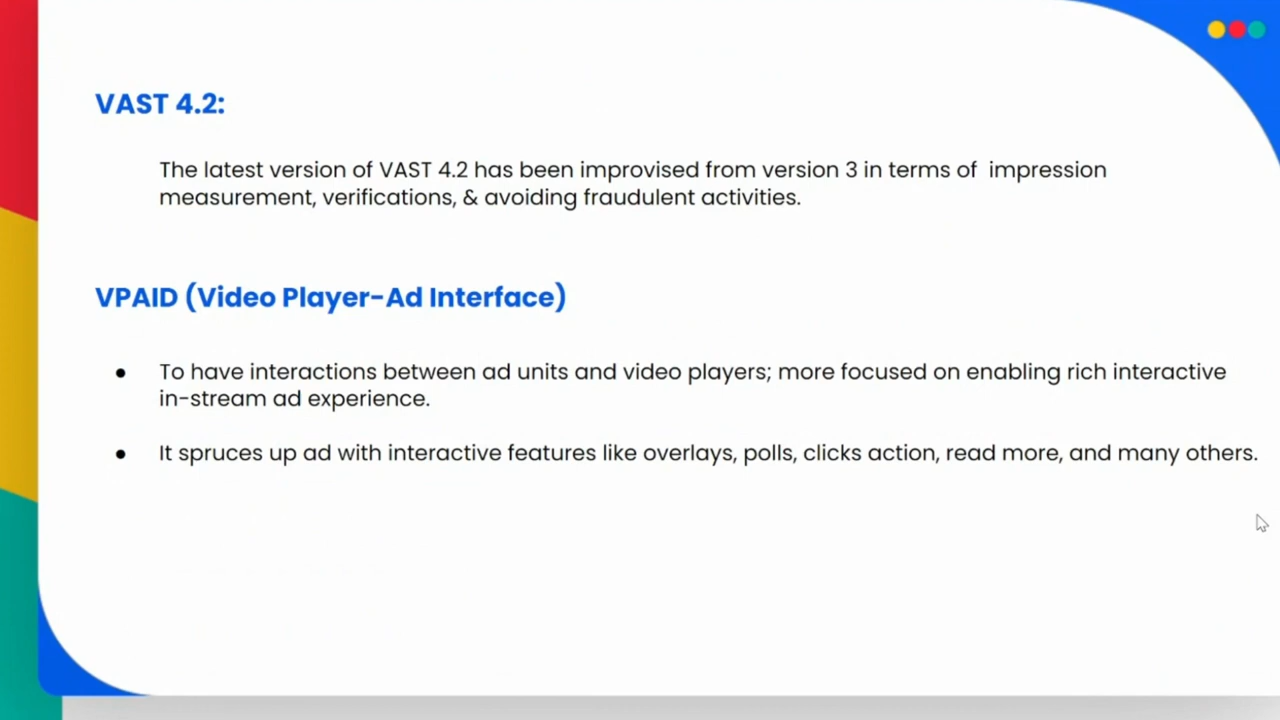 VAST 4.2:
The latest version of VAST 4.2 has been improvised from version 3 in terms of  impression
measurement, verifications, & avoiding fraudulent activities.
VPAID (Video Player-Ad Interface)
● To have interactions between ad units and video players; more focused on enabling rich interactive
in-stream ad experience.
● It spruces up ad with interactive features like overlays, polls, clicks action, read more, and many others.